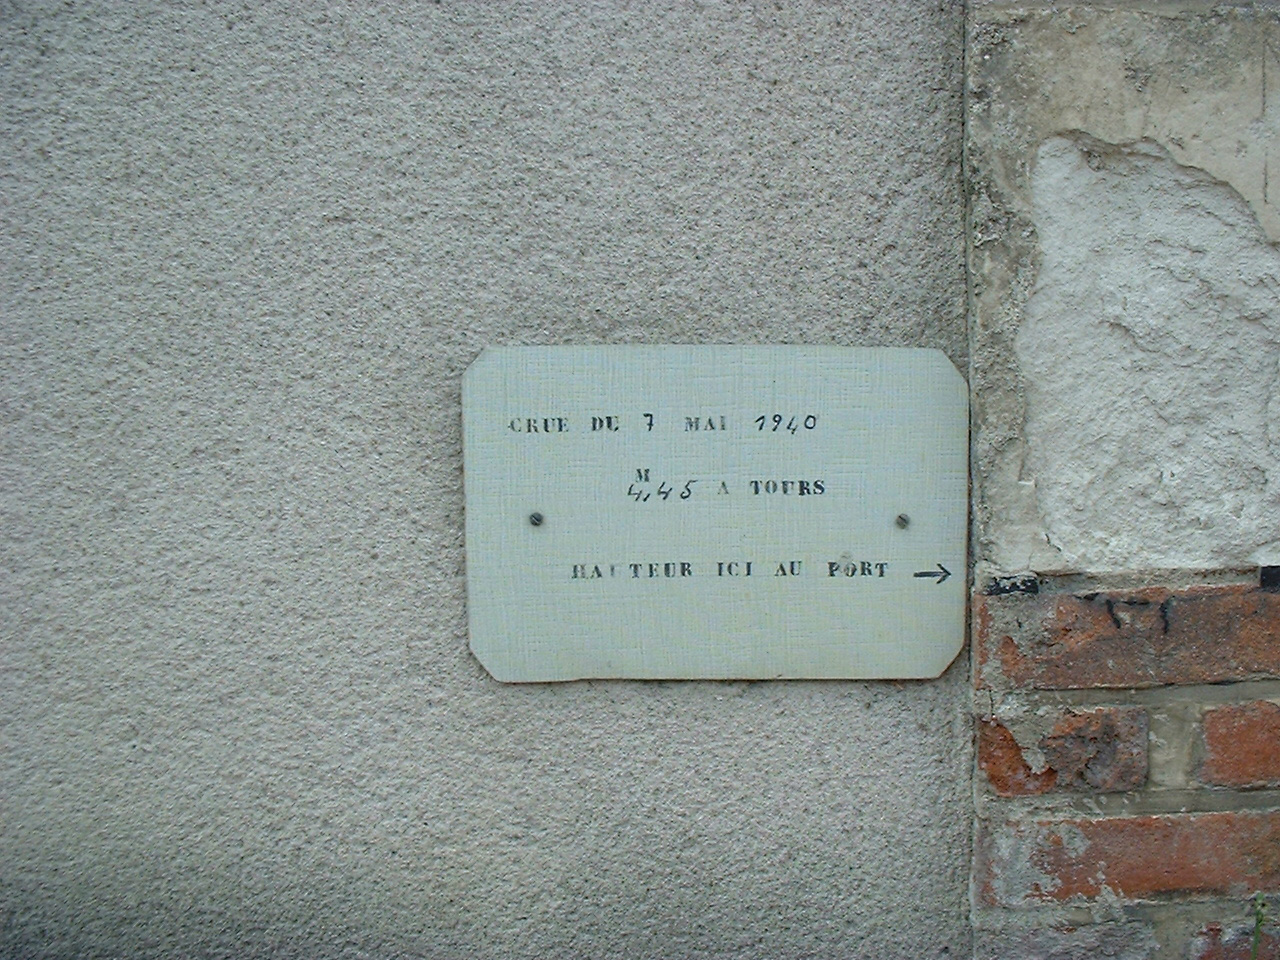 CRUE DU 7 MAI 1940
M
4,45 A TOURS
HAUTEUR ICI AU PORT →